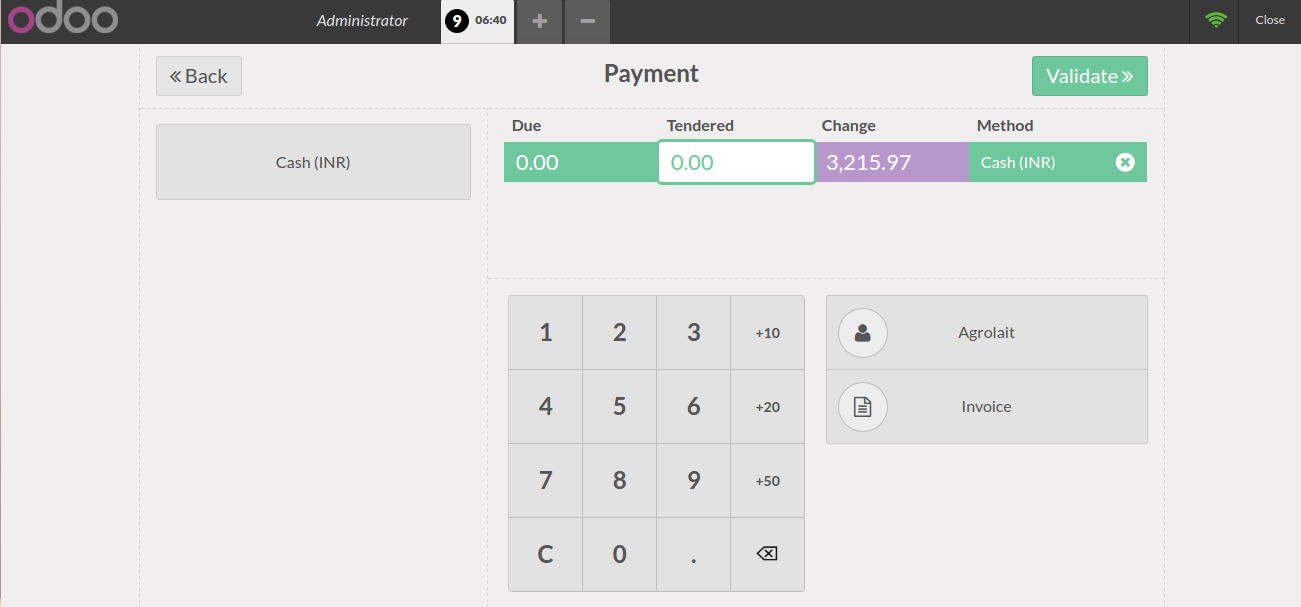 odoo Administrator 9 06:40 + − Close
« Back Payment Validate »
Due Tendered Change Method
Cash (INR)
0.00 0.00 3,215.97 Cash (INR)
1 2 3 +10
Agrolait
4 5 6 +20
Invoice
7 8 9 +50
C 0 .